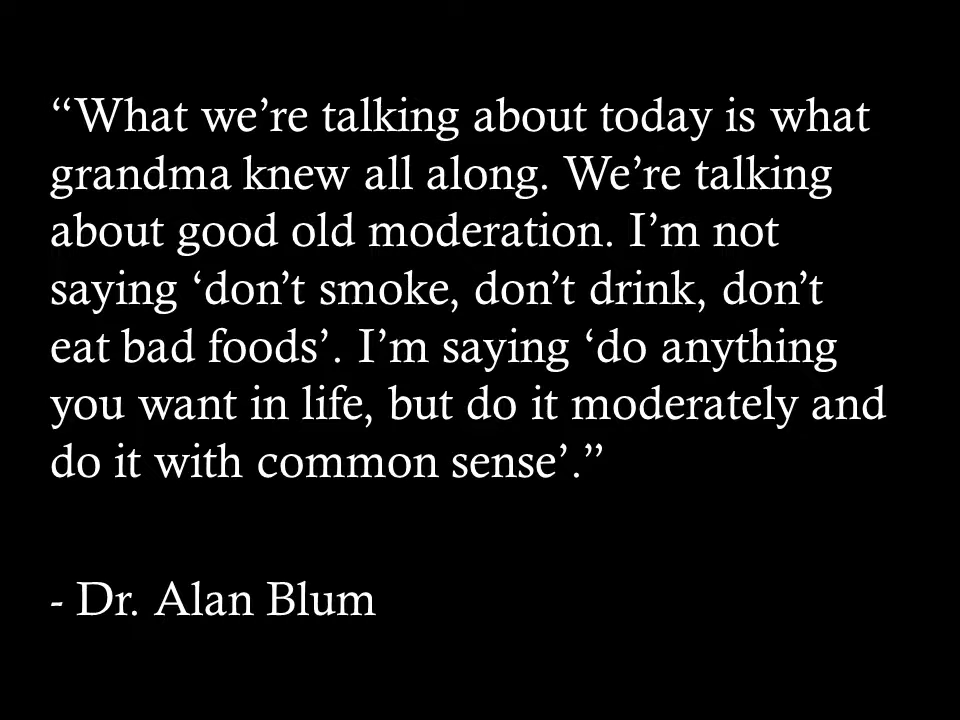 “What we’re talking about today is what
grandma knew all along. We’re talking
about good old moderation. I’m not
saying ‘don’t smoke, don’t drink, don’t
eat bad foods’. I’m saying ‘do anything
you want in life, but do it moderately and
do it with common sense’.”
- Dr. Alan Blum